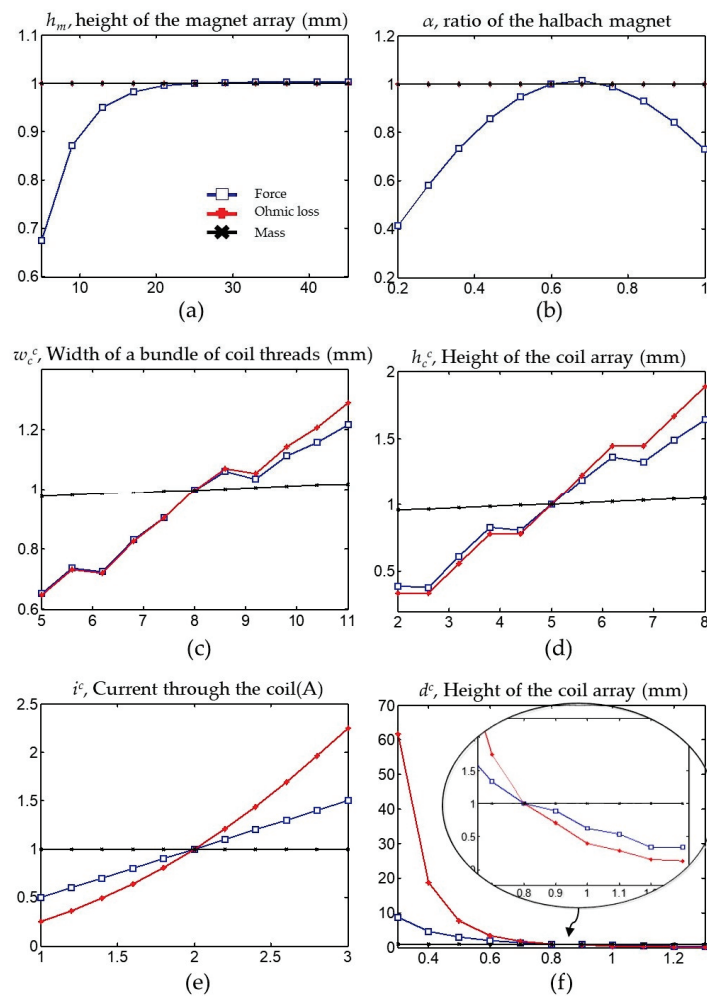 h_m, height of the magnet array (mm)
1.1
1
0.9
0.8
0.7
0.6
10 20 30 40
Force
Ohmic loss
Mass
(a)
α, ratio of the halbach magnet
1.2
1
0.8
0.6
0.4
0.2
0.2 0.4 0.6 0.8 1
(b)
w_c^c, Width of a bundle of coil threads (mm)
1.2
1
0.8
0.6
5 6 7 8 9 10 11
(c)
h_c^c, Height of the coil array (mm)
2
1.5
1
0.5
2 3 4 5 6 7 8
(d)
i^c, Current through the coil(A)
2.5
2
1.5
1
0.5
0
1 1.5 2 2.5 3
(e)
d^c, Height of the coil array (mm)
70
60
50
40
30
20
10
0
0.4 0.6 0.8 1 1.2
1.5
1
0.5
0.8 0.9 1 1.1
(f)